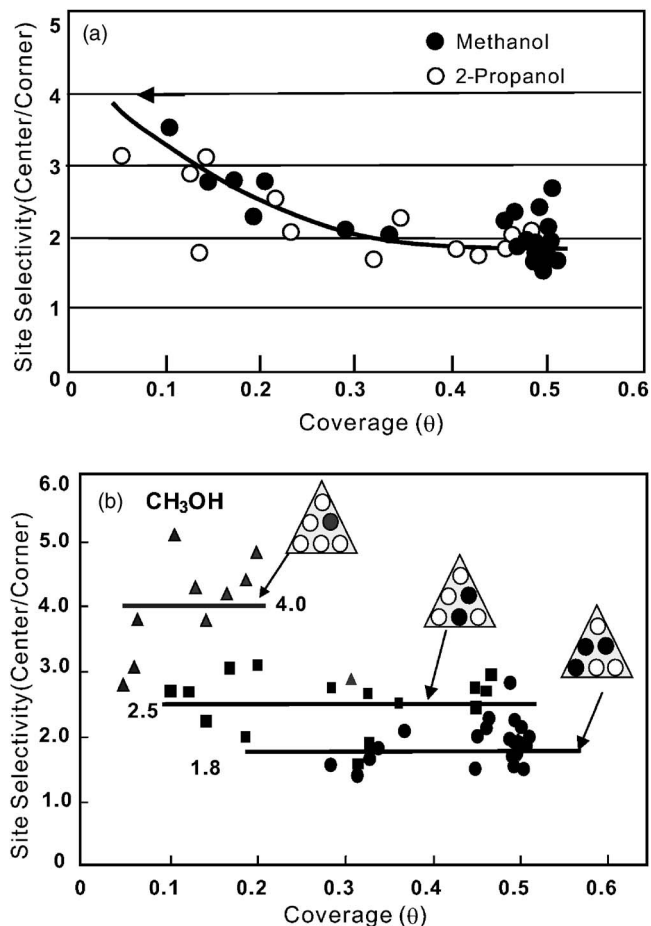 (a)
Methanol
2-Propanol
Site Selectivity(Center/Corner)
5
4
3
2
1
0
0 0.1 0.2 0.3 0.4 0.5 0.6
Coverage (θ)
(b) CH₃OH
Site Selectivity(Center/Corner)
6.0
5.0
4.0
3.0
2.0
1.0
0
4.0
2.5
1.8
0 0.1 0.2 0.3 0.4 0.5 0.6
Coverage (θ)